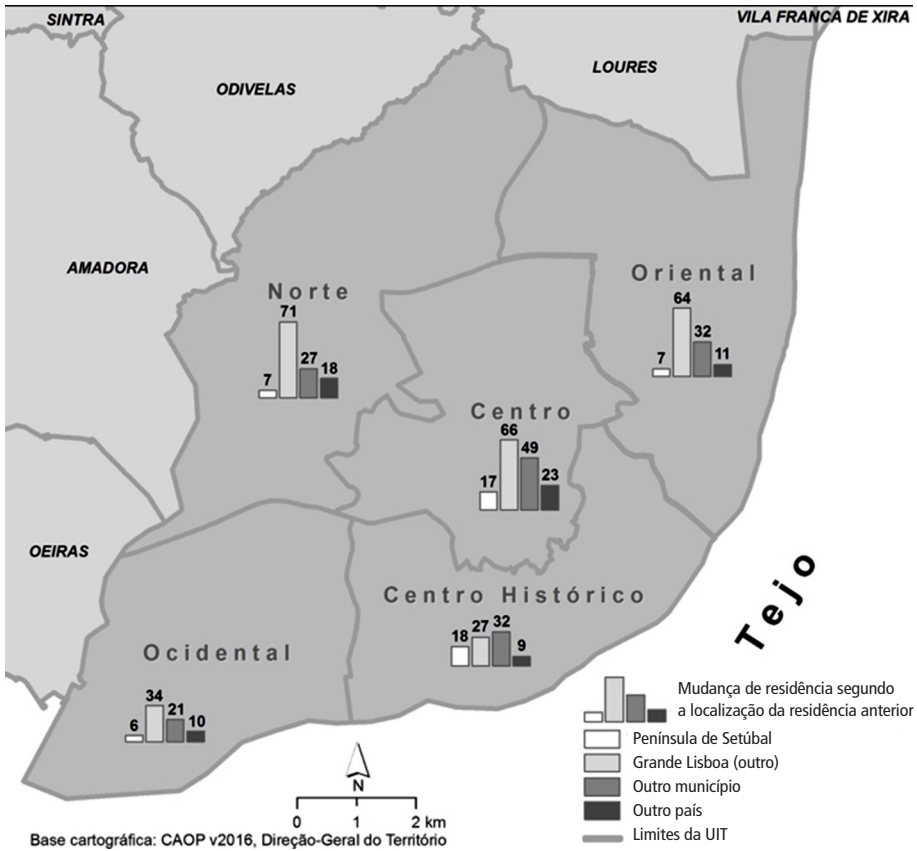 SINTRA
VILA FRANCA DE XIRA
ODIVELAS
LOURES
AMADORA
Norte
71
7
27
18
Oriental
64
7
32
11
Centro
66
17
49
23
OEIRAS
Tejo
Centro Histórico
18
27
32
9
Ocidental
6
34
21
10
Mudança de residência segundo
a localização da residência anterior
Península de Setúbal
Grande Lisboa (outro)
Outro município
Outro país
Limites da UIT
N
0 1 2 km
Base cartográfica: CAOP v2016, Direção-Geral do Território